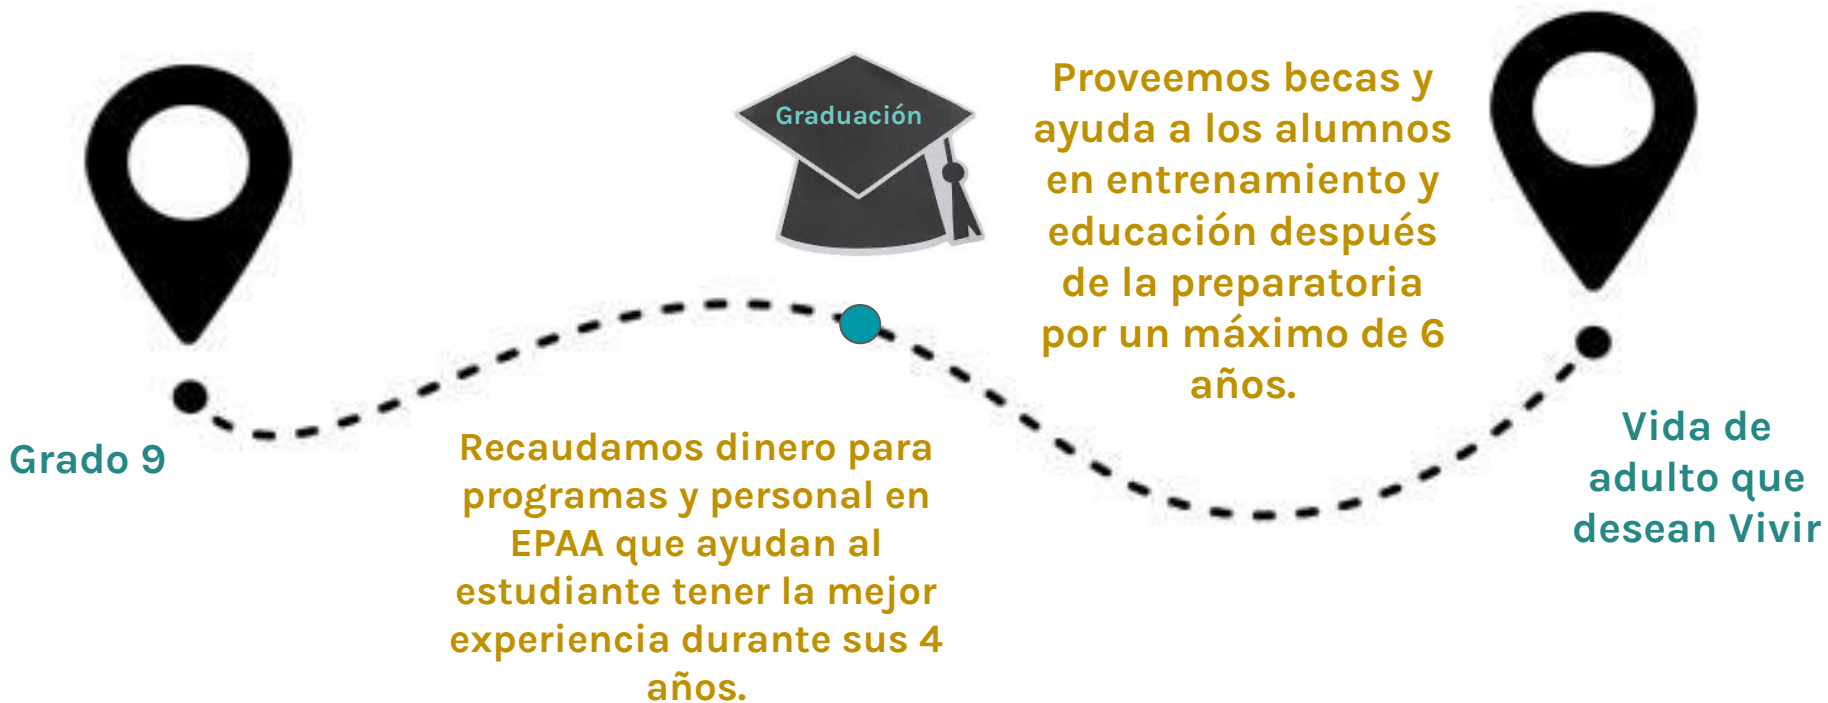 Grado 9
Recaudamos dinero para
programas y personal en
EPAA que ayudan al
estudiante tener la mejor
experiencia durante sus 4
años.
Graduación
Proveemos becas y
ayuda a los alumnos
en entrenamiento y
educación después
de la preparatoria
por un máximo de 6
años.
Vida de
adulto que
desean Vivir